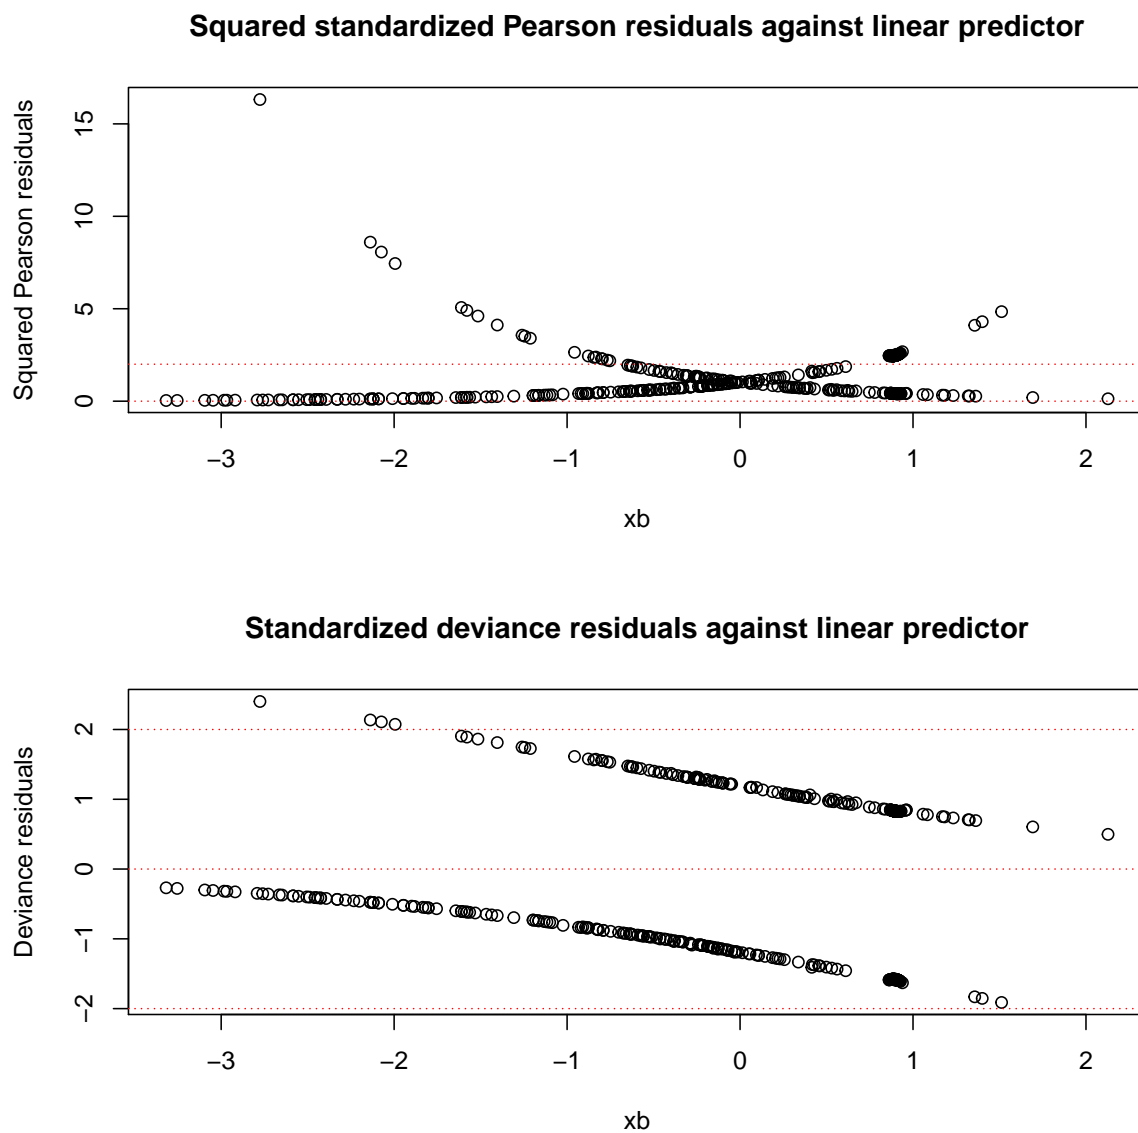 Squared standardized Pearson residuals against linear predictor
Squared Pearson residuals
15
10
5
0
−3 −2 −1 0 1 2
xb
Standardized deviance residuals against linear predictor
Deviance residuals
2
1
0
−1
−2
−3 −2 −1 0 1 2
xb